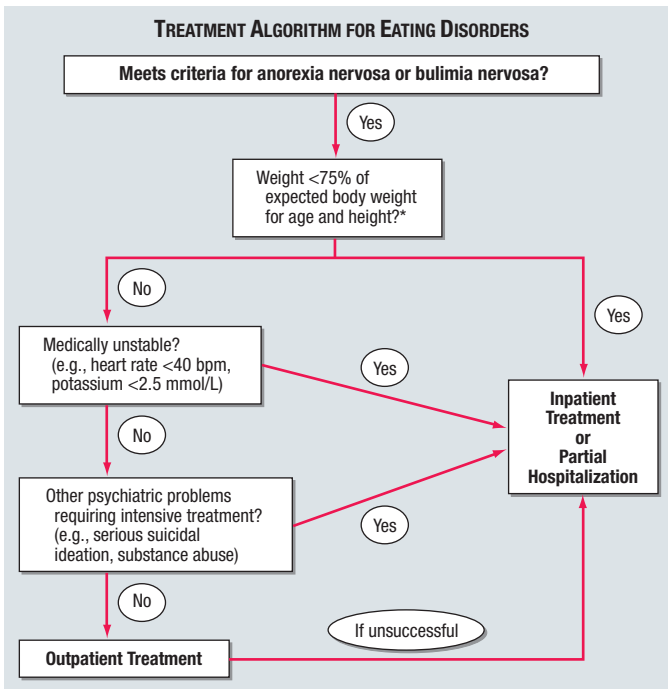 TREATMENT ALGORITHM FOR EATING DISORDERS
Meets criteria for anorexia nervosa or bulimia nervosa?
Yes
Weight <75% of
expected body weight
for age and height?*
No
Yes
Medically unstable?
(e.g., heart rate <40 bpm,
potassium <2.5 mmol/L)
Yes
Inpatient
Treatment
or
Partial
Hospitalization
No
Other psychiatric problems
requiring intensive treatment?
(e.g., serious suicidal
ideation, substance abuse)
Yes
No
If unsuccessful
Outpatient Treatment